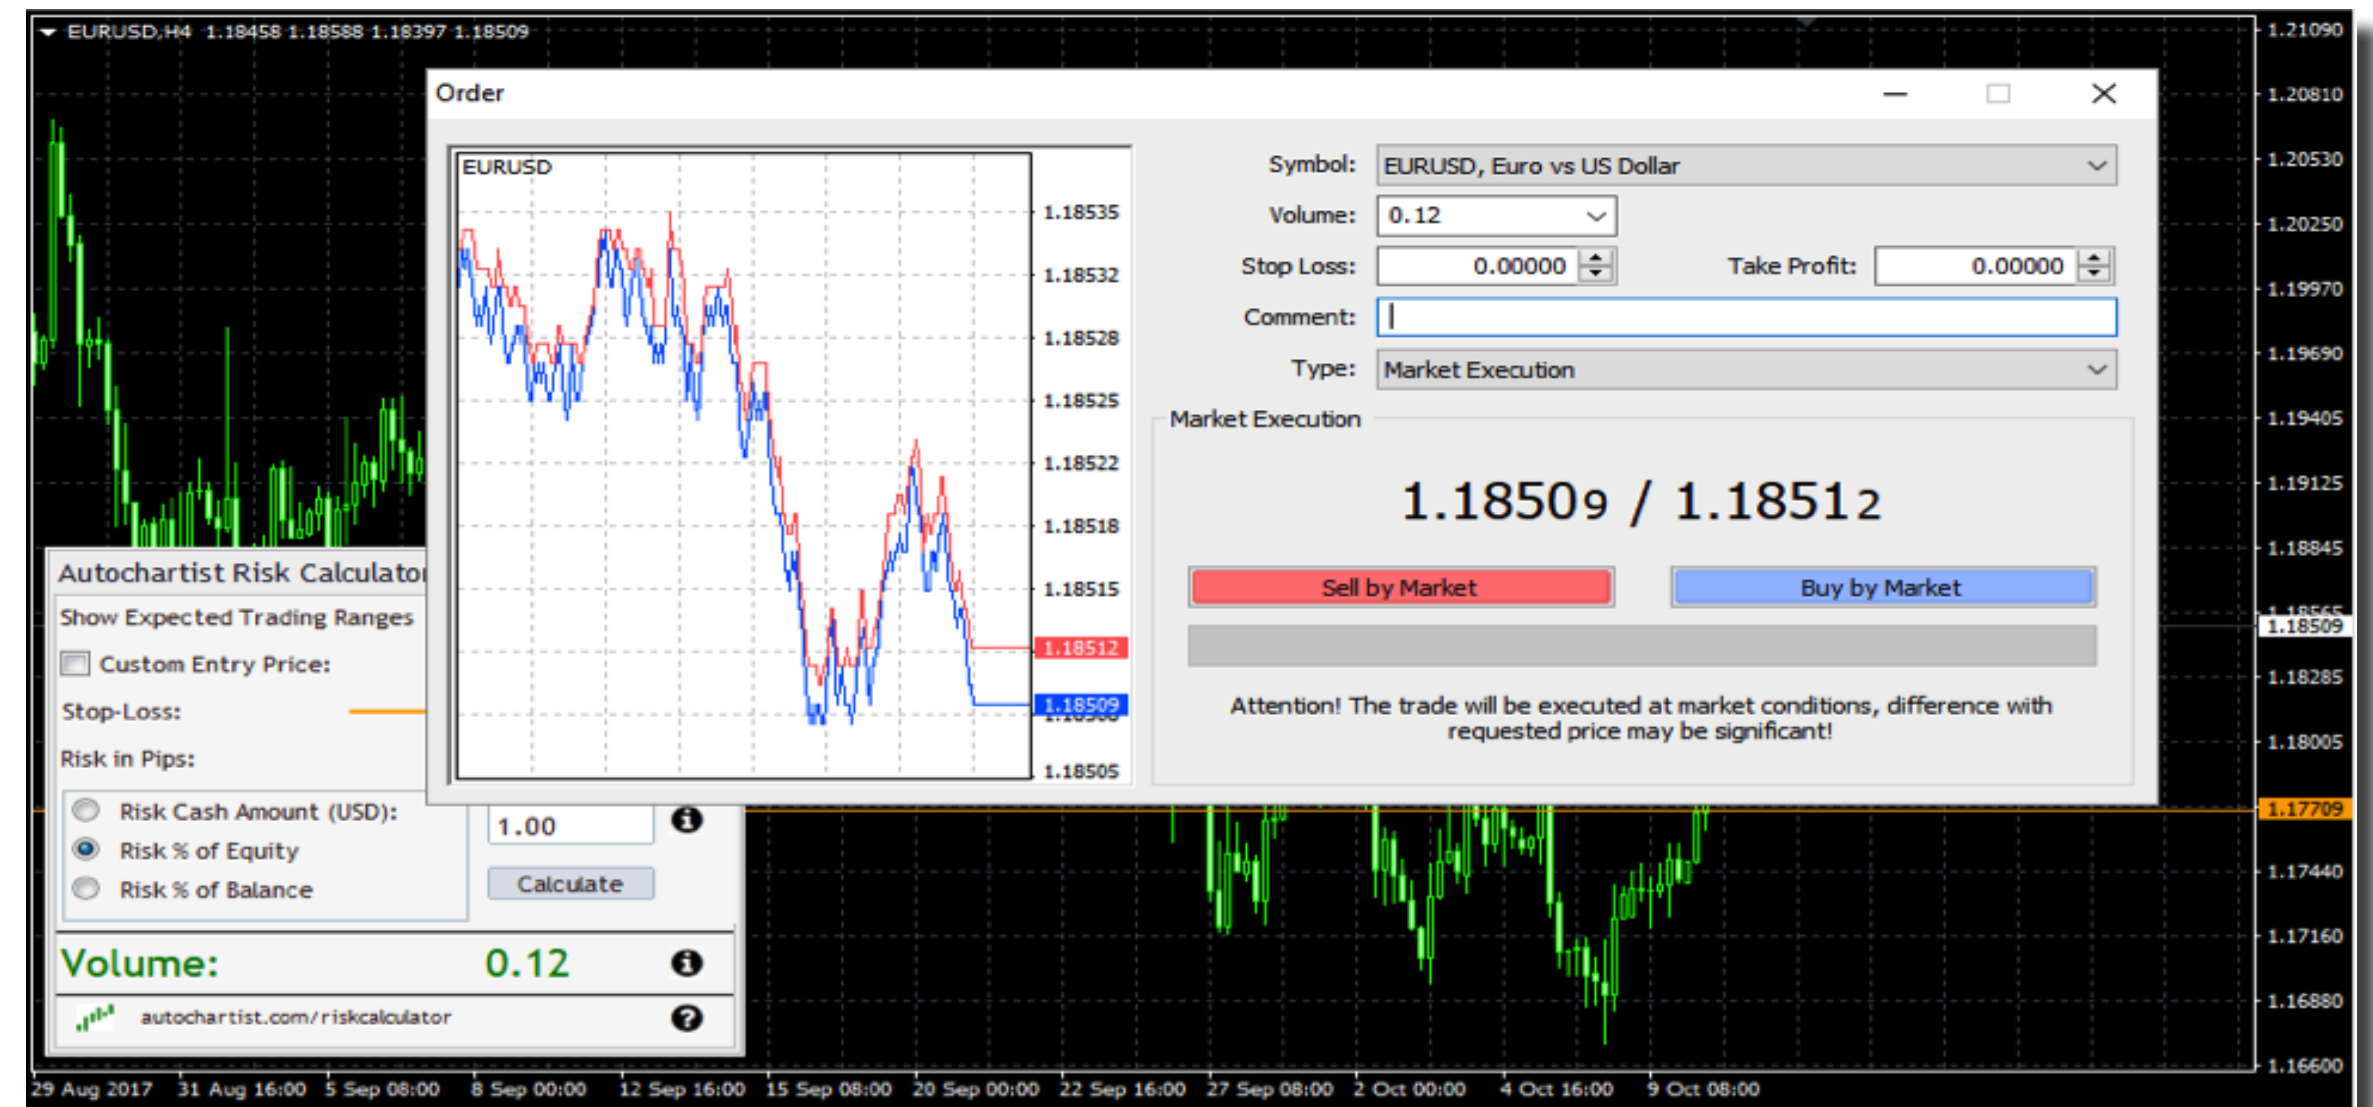 EURUSD,H4 1.18458 1.18588 1.18397 1.18509
Order
EURUSD
1.18535
1.18532
1.18528
1.18525
1.18522
1.18518
1.18515
1.18512
1.18509
1.18505
Symbol: EURUSD, Euro vs US Dollar
Volume: 0.12
Stop Loss: 0.00000 Take Profit: 0.00000
Comment:
Type: Market Execution
Market Execution
1.18509 / 1.18512
Sell by Market Buy by Market
Attention! The trade will be executed at market conditions, difference with
requested price may be significant!
Autochartist Risk Calculator
Show Expected Trading Ranges
Custom Entry Price:
Stop-Loss:
Risk in Pips:
Risk Cash Amount (USD):
1.00
Risk % of Equity
Calculate
Risk % of Balance
Volume: 0.12
autochartist.com/riskcalculator
1.21090
1.20810
1.20530
1.20250
1.19970
1.19690
1.19405
1.19125
1.18845
1.18565
1.18509
1.18285
1.18005
1.17709
1.17440
1.17160
1.16880
1.16600
29 Aug 2017 31 Aug 16:00 5 Sep 08:00 8 Sep 00:00 12 Sep 16:00 15 Sep 08:00 20 Sep 00:00 22 Sep 16:00 27 Sep 08:00 2 Oct 00:00 4 Oct 16:00 9 Oct 08:00